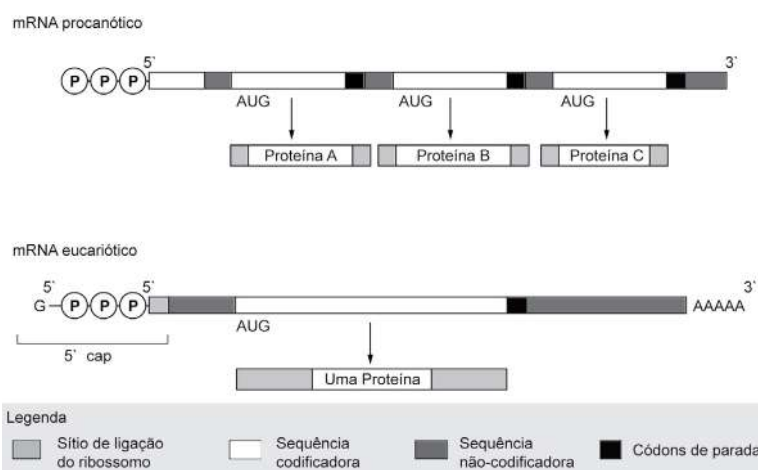 mRNA procanótico
5` 3`
P P P
AUG AUG AUG
Proteína A Proteína B Proteína C
mRNA eucariótico
5` 5` 3`
G P P P AAAAA
AUG
5` cap
Uma Proteína
Legenda
Sítio de ligação
do ribossomo
Sequência
codificadora
Sequência
não-codificadora
Códons de parada